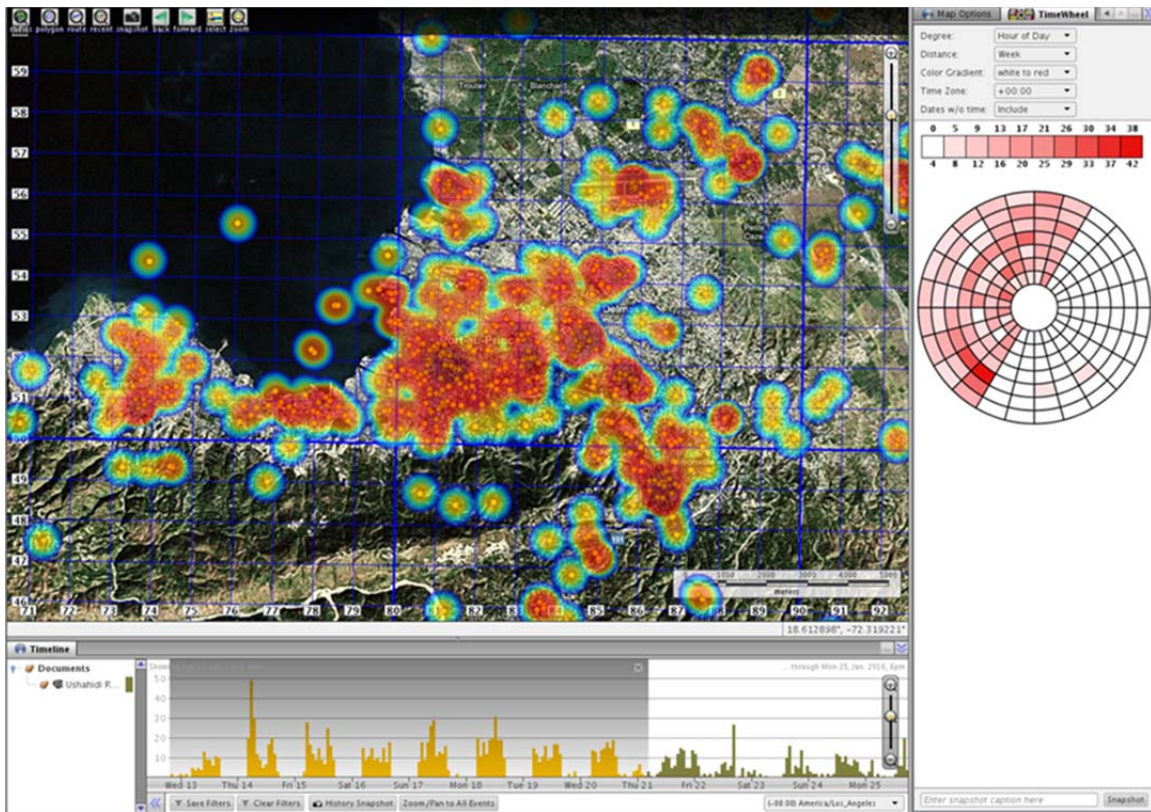 radius polygon route recent snapshot back forward select zoom
59
58
57
56
55
54
53
52
51
50
49
48
47
46
71 72 73 74 75 76 77 78 79 80 81 82 83 84 85 86 87 88 89 90 91 92
Blanchard
Port-au-Prince
1000 2000 3000 4000 5000
meters
18.612898°, -72.319221°
Map Options TimeWheel
Degree: Hour of Day
Distance: Week
Color Gradient: white to red
Time Zone: +00:00
Dates w/o time: Include
0 5 9 13 17 21 26 30 34 38
4 8 12 16 20 25 29 33 37 42
Timeline
Documents
Ushahidi R...
... through Mon 25, Jan. 2010, 8pm
50
40
30
20
10
Wed 13 Thu 14 Fri 15 Sat 16 Sun 17 Mon 18 Tue 19 Wed 20 Thu 21 Fri 22 Sat 23 Sun 24 Mon 25
Save Filters Clear Filters History Snapshot Zoom/Pan to All Events (-08:00) America/Los_Angeles
Enter snapshot caption here Snapshot